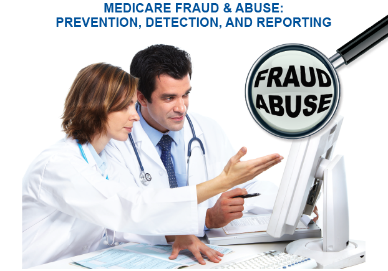 MEDICARE FRAUD & ABUSE:
PREVENTION, DETECTION, AND REPORTING
FRAUD
ABUSE